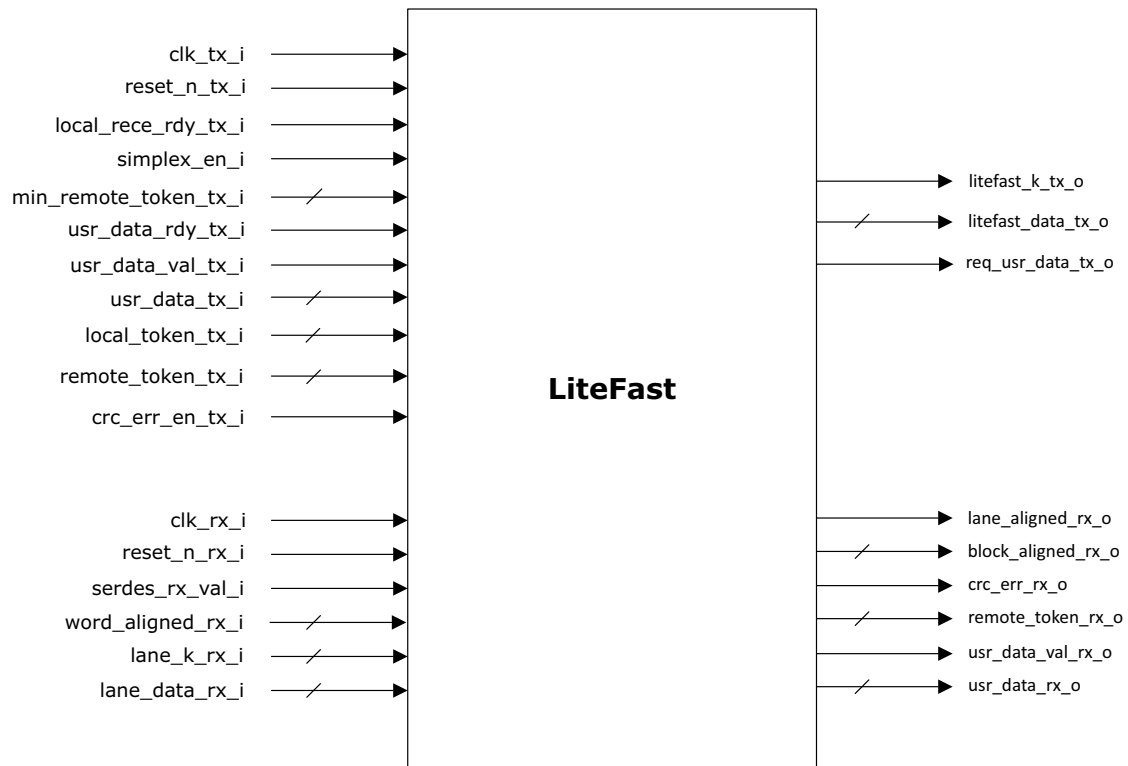 clk_tx_i
reset_n_tx_i
local_rece_rdy_tx_i
simplex_en_i
min_remote_token_tx_i
usr_data_rdy_tx_i
usr_data_val_tx_i
usr_data_tx_i
local_token_tx_i
remote_token_tx_i
crc_err_en_tx_i
clk_rx_i
reset_n_rx_i
serdes_rx_val_i
word_aligned_rx_i
lane_k_rx_i
lane_data_rx_i
LiteFast
litefast_k_tx_o
litefast_data_tx_o
req_usr_data_tx_o
lane_aligned_rx_o
block_aligned_rx_o
crc_err_rx_o
remote_token_rx_o
usr_data_val_rx_o
usr_data_rx_o